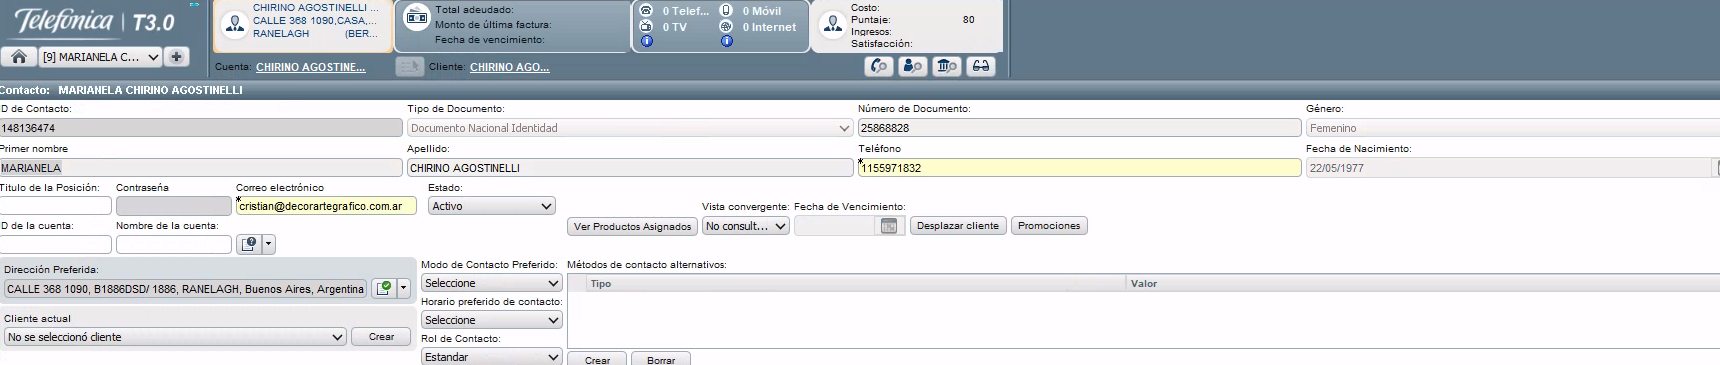 Telefónica | T3.0
[9] MARIANELA C...
CHIRINO AGOSTINELLI ...
CALLE 368 1090,CASA,...
RANELAGH (BER...
Total adeudado:
Monto de última factura:
Fecha de vencimiento:
0 Telef... 0 Móvil
0 TV 0 Internet
Costo:
Puntaje: 80
Ingresos:
Satisfacción:
Cuenta: CHIRINO AGOSTINE...
Cliente: CHIRINO AGO...
Contacto: MARIANELA CHIRINO AGOSTINELLI
ID de Contacto: Tipo de Documento: Número de Documento: Género:
148136474 Documento Nacional Identidad 25868828 Femenino
Primer nombre Apellido: Teléfono Fecha de Nacimiento:
MARIANELA CHIRINO AGOSTINELLI *1155971832 22/05/1977
Titulo de la Posición: Contraseña Correo electrónico Estado:
*cristian@decorartegrafico.com.ar Activo
Vista convergente: Fecha de Vencimiento:
ID de la cuenta: Nombre de la cuenta: Ver Productos Asignados No consult... Desplazar cliente Promociones
Dirección Preferida:
CALLE 368 1090, B1886DSD/ 1886, RANELAGH, Buenos Aires, Argentina
Cliente actual
No se seleccionó cliente Crear
Modo de Contacto Preferido:
Seleccione
Horario preferido de contacto:
Seleccione
Rol de Contacto:
Estandar
Métodos de contacto alternativos:
Tipo Valor
Crear Borrar